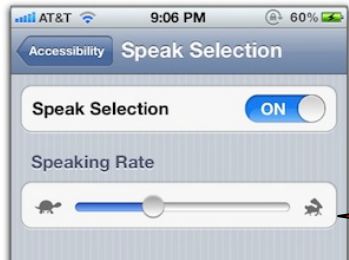 AT&T 9:06 PM 60%
Accessibility Speak Selection
Speak Selection ON
Speaking Rate